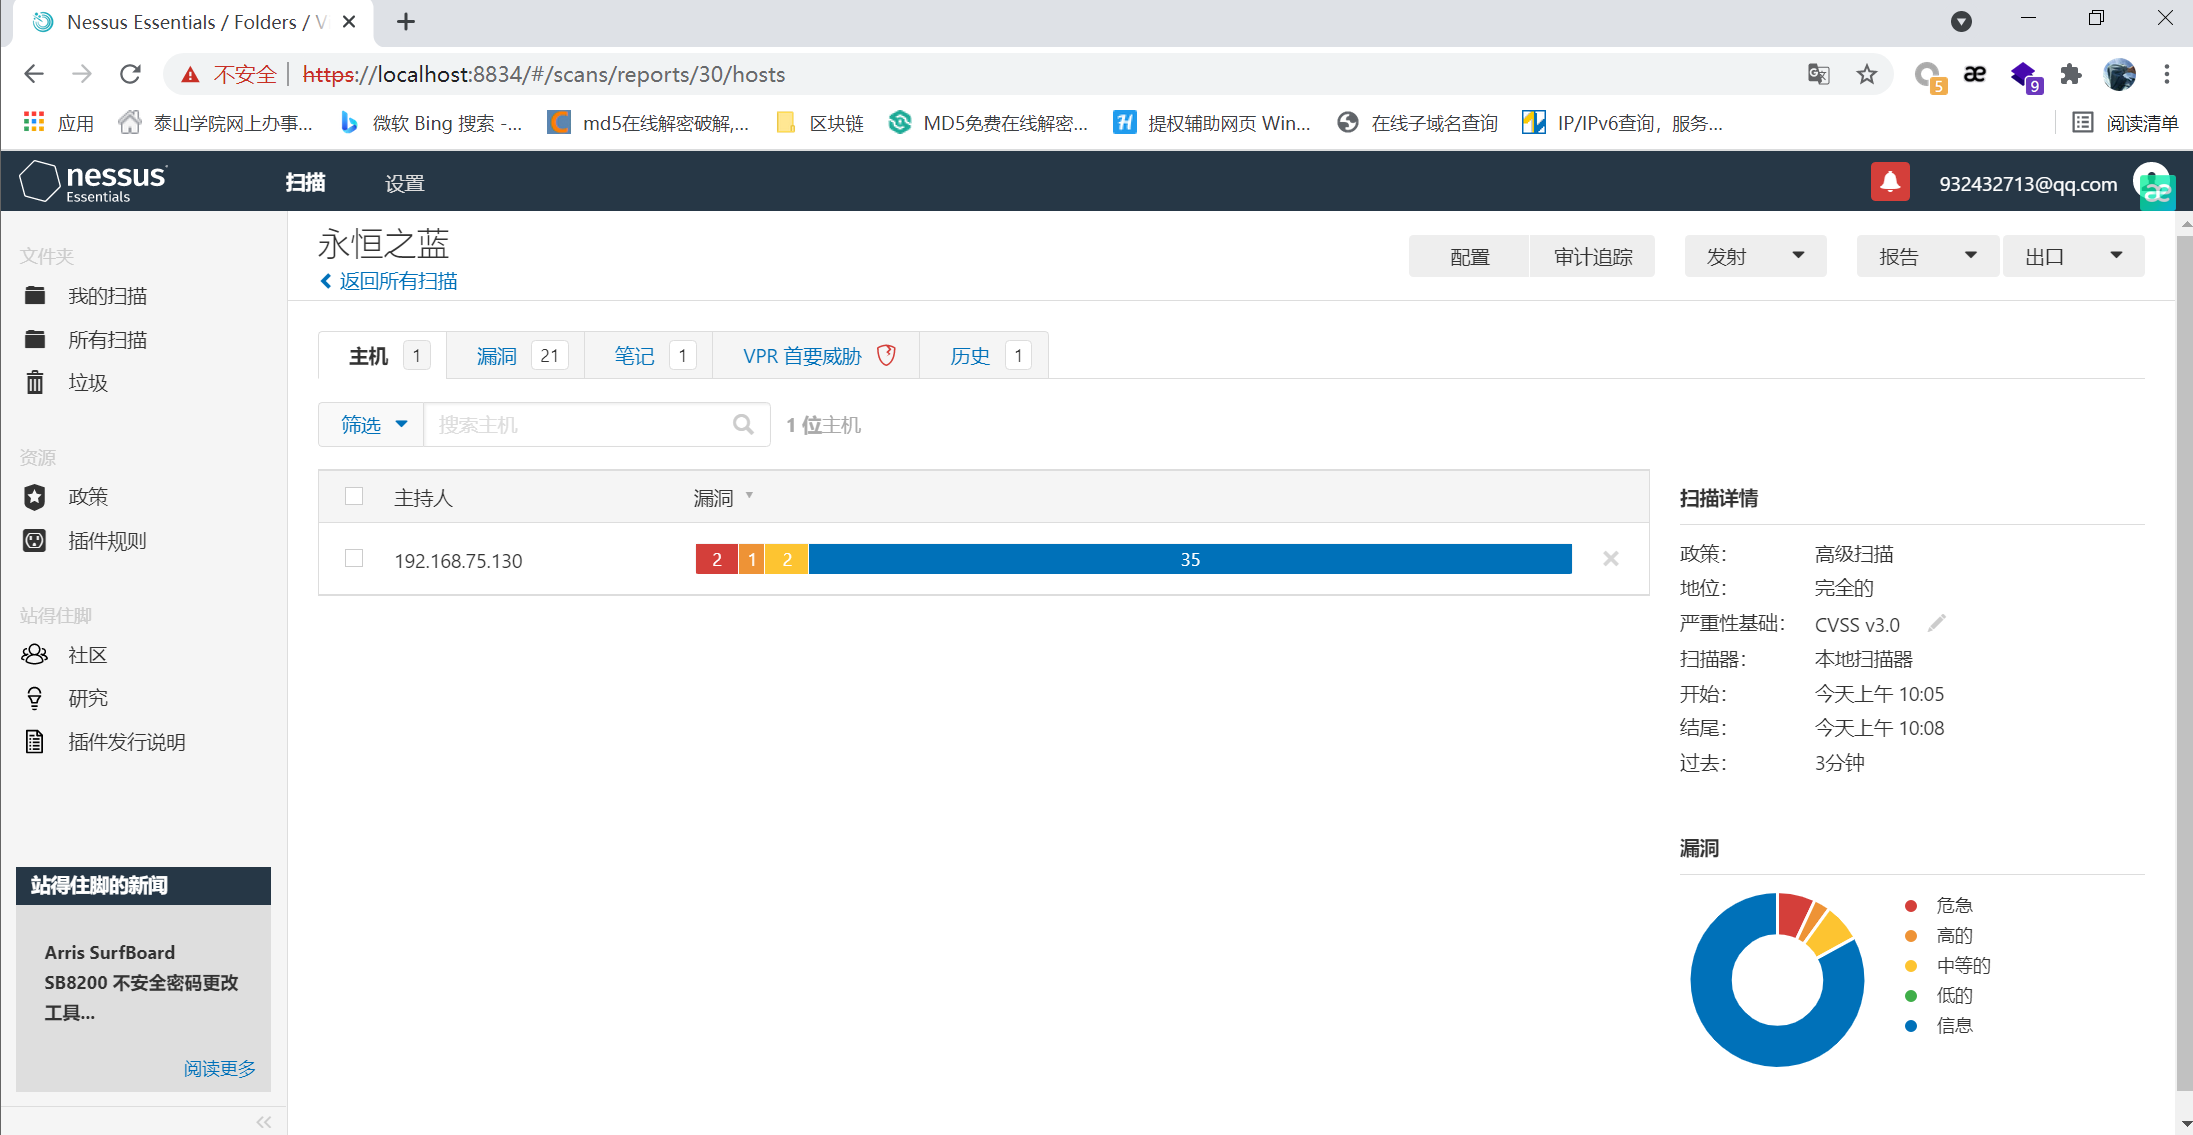 Nessus Essentials / Folders / V
不安全 https://localhost:8834/#/scans/reports/30/hosts
5
9
应用 泰山学院网上办事... 微软 Bing 搜索 -... md5在线解密破解,... 区块链 MD5免费在线解密... 提权辅助网页 Win... 在线子域名查询 IP/IPv6查询，服务... 阅读清单
nessus
Essentials
扫描 设置 932432713@qq.com
文件夹
我的扫描
所有扫描
垃圾
资源
政策
插件规则
站得住脚
社区
研究
插件发行说明
站得住脚的新闻
Arris SurfBoard
SB8200 不安全密码更改
工具...
阅读更多
永恒之蓝
返回所有扫描
配置 审计追踪 发射 报告 出口
主机 1 漏洞 21 笔记 1 VPR 首要威胁 历史 1
筛选 搜索主机 1 位主机
主持人 漏洞
192.168.75.130 2 1 2 35
扫描详情
政策： 高级扫描
地位： 完全的
严重性基础： CVSS v3.0
扫描器： 本地扫描器
开始： 今天上午 10:05
结尾： 今天上午 10:08
过去： 3分钟
漏洞
危急
高的
中等的
低的
信息